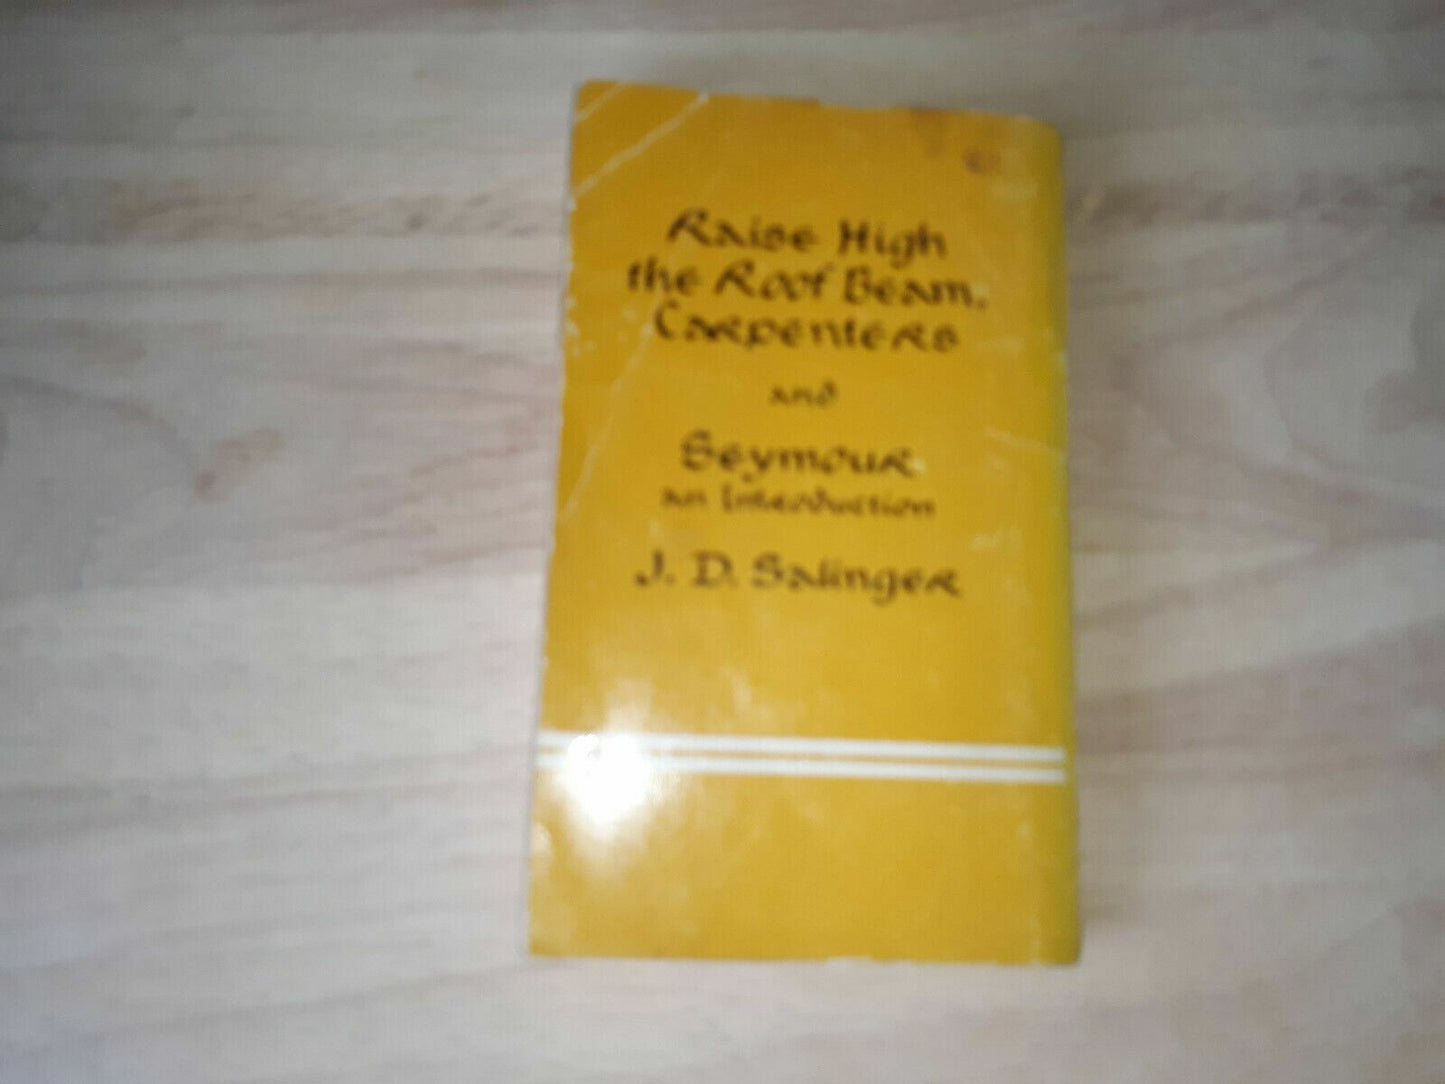 Raise High
the Roof Beam,
Carpenters
and
Seymour
an Introduction
J. D. Salinger